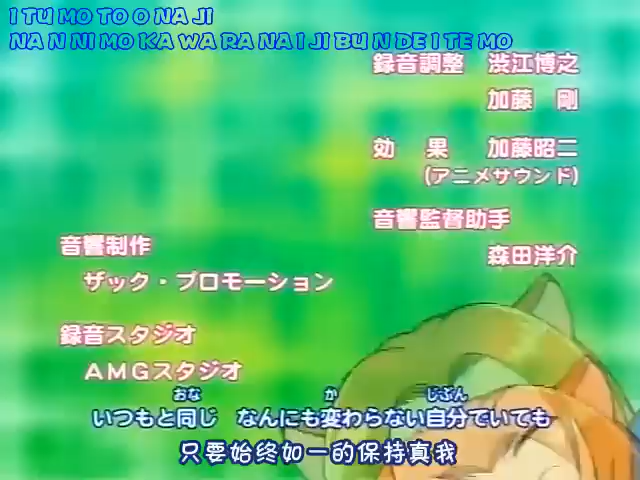 I TU MO TO O NA JI
NA N NI MO KA WA RA NA I JI BU N DE I TE MO
録音調整　渋江博之
加藤　剛
効　果　加藤昭二
(アニメサウンド)
音響監督助手
森田洋介
音響制作
ザック・プロモーション
録音スタジオ
AMGスタジオ
おな　か　じぶん
いつもと同じ　なんにも変わらない自分でいても
只要始终如一的保持真我